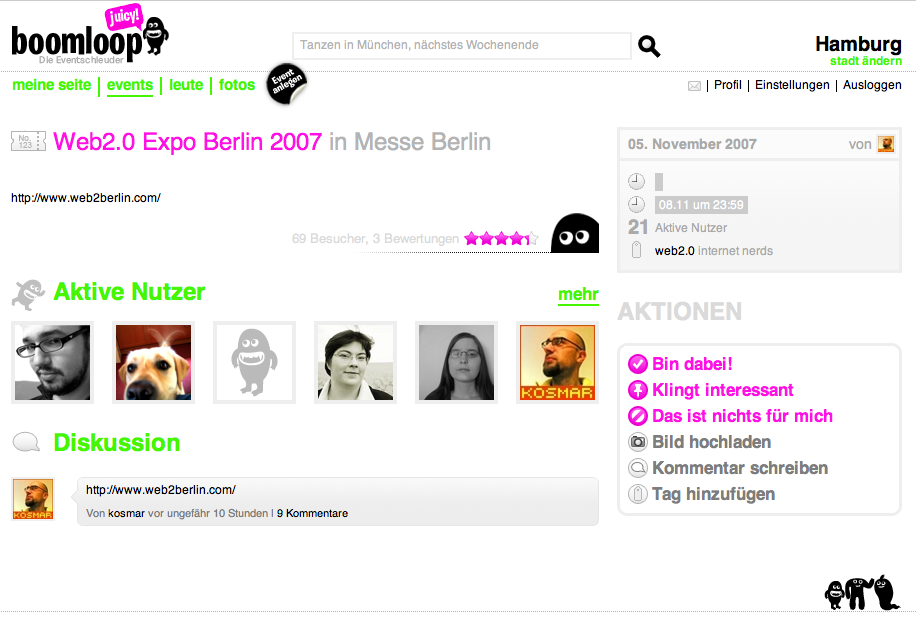 juicy!
boomloop
Die Eventschleuder
Tanzen in München, nächstes Wochenende
Hamburg
stadt ändern
meine seite | events | leute | fotos
Event anlegen
Profil | Einstellungen | Ausloggen
No. 123
Web2.0 Expo Berlin 2007 in Messe Berlin
http://www.web2berlin.com/
69 Besucher, 3 Bewertungen
05. November 2007 von
08.11 um 23:59
21 Aktive Nutzer
web2.0 internet nerds
Aktive Nutzer
mehr
KOSMAR
AKTIONEN
Bin dabei!
Klingt interessant
Das ist nichts für mich
Bild hochladen
Kommentar schreiben
Tag hinzufügen
Diskussion
KOSMAR
http://www.web2berlin.com/
Von kosmar vor ungefähr 10 Stunden | 9 Kommentare